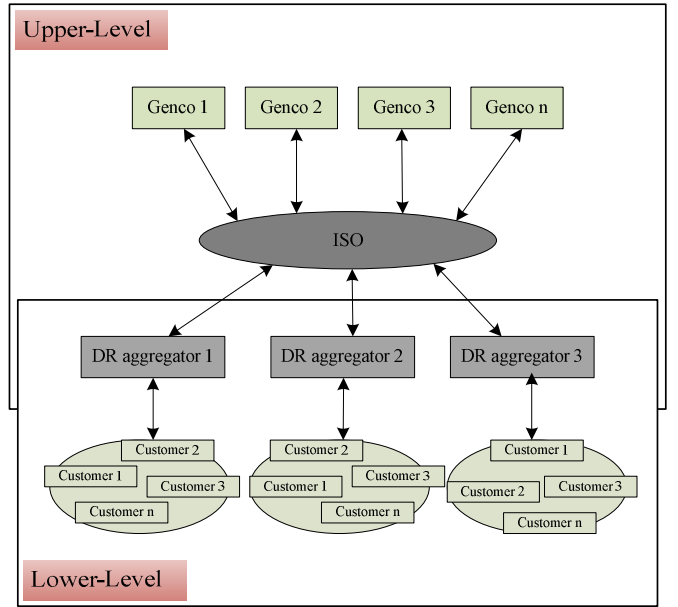 Upper-Level
Genco 1
Genco 2
Genco 3
Genco n
ISO
DR aggregator 1
DR aggregator 2
DR aggregator 3
Customer 2
Customer 1
Customer 3
Customer n
Customer 2
Customer 3
Customer 1
Customer n
Customer 1
Customer 2
Customer 3
Customer n
Lower-Level